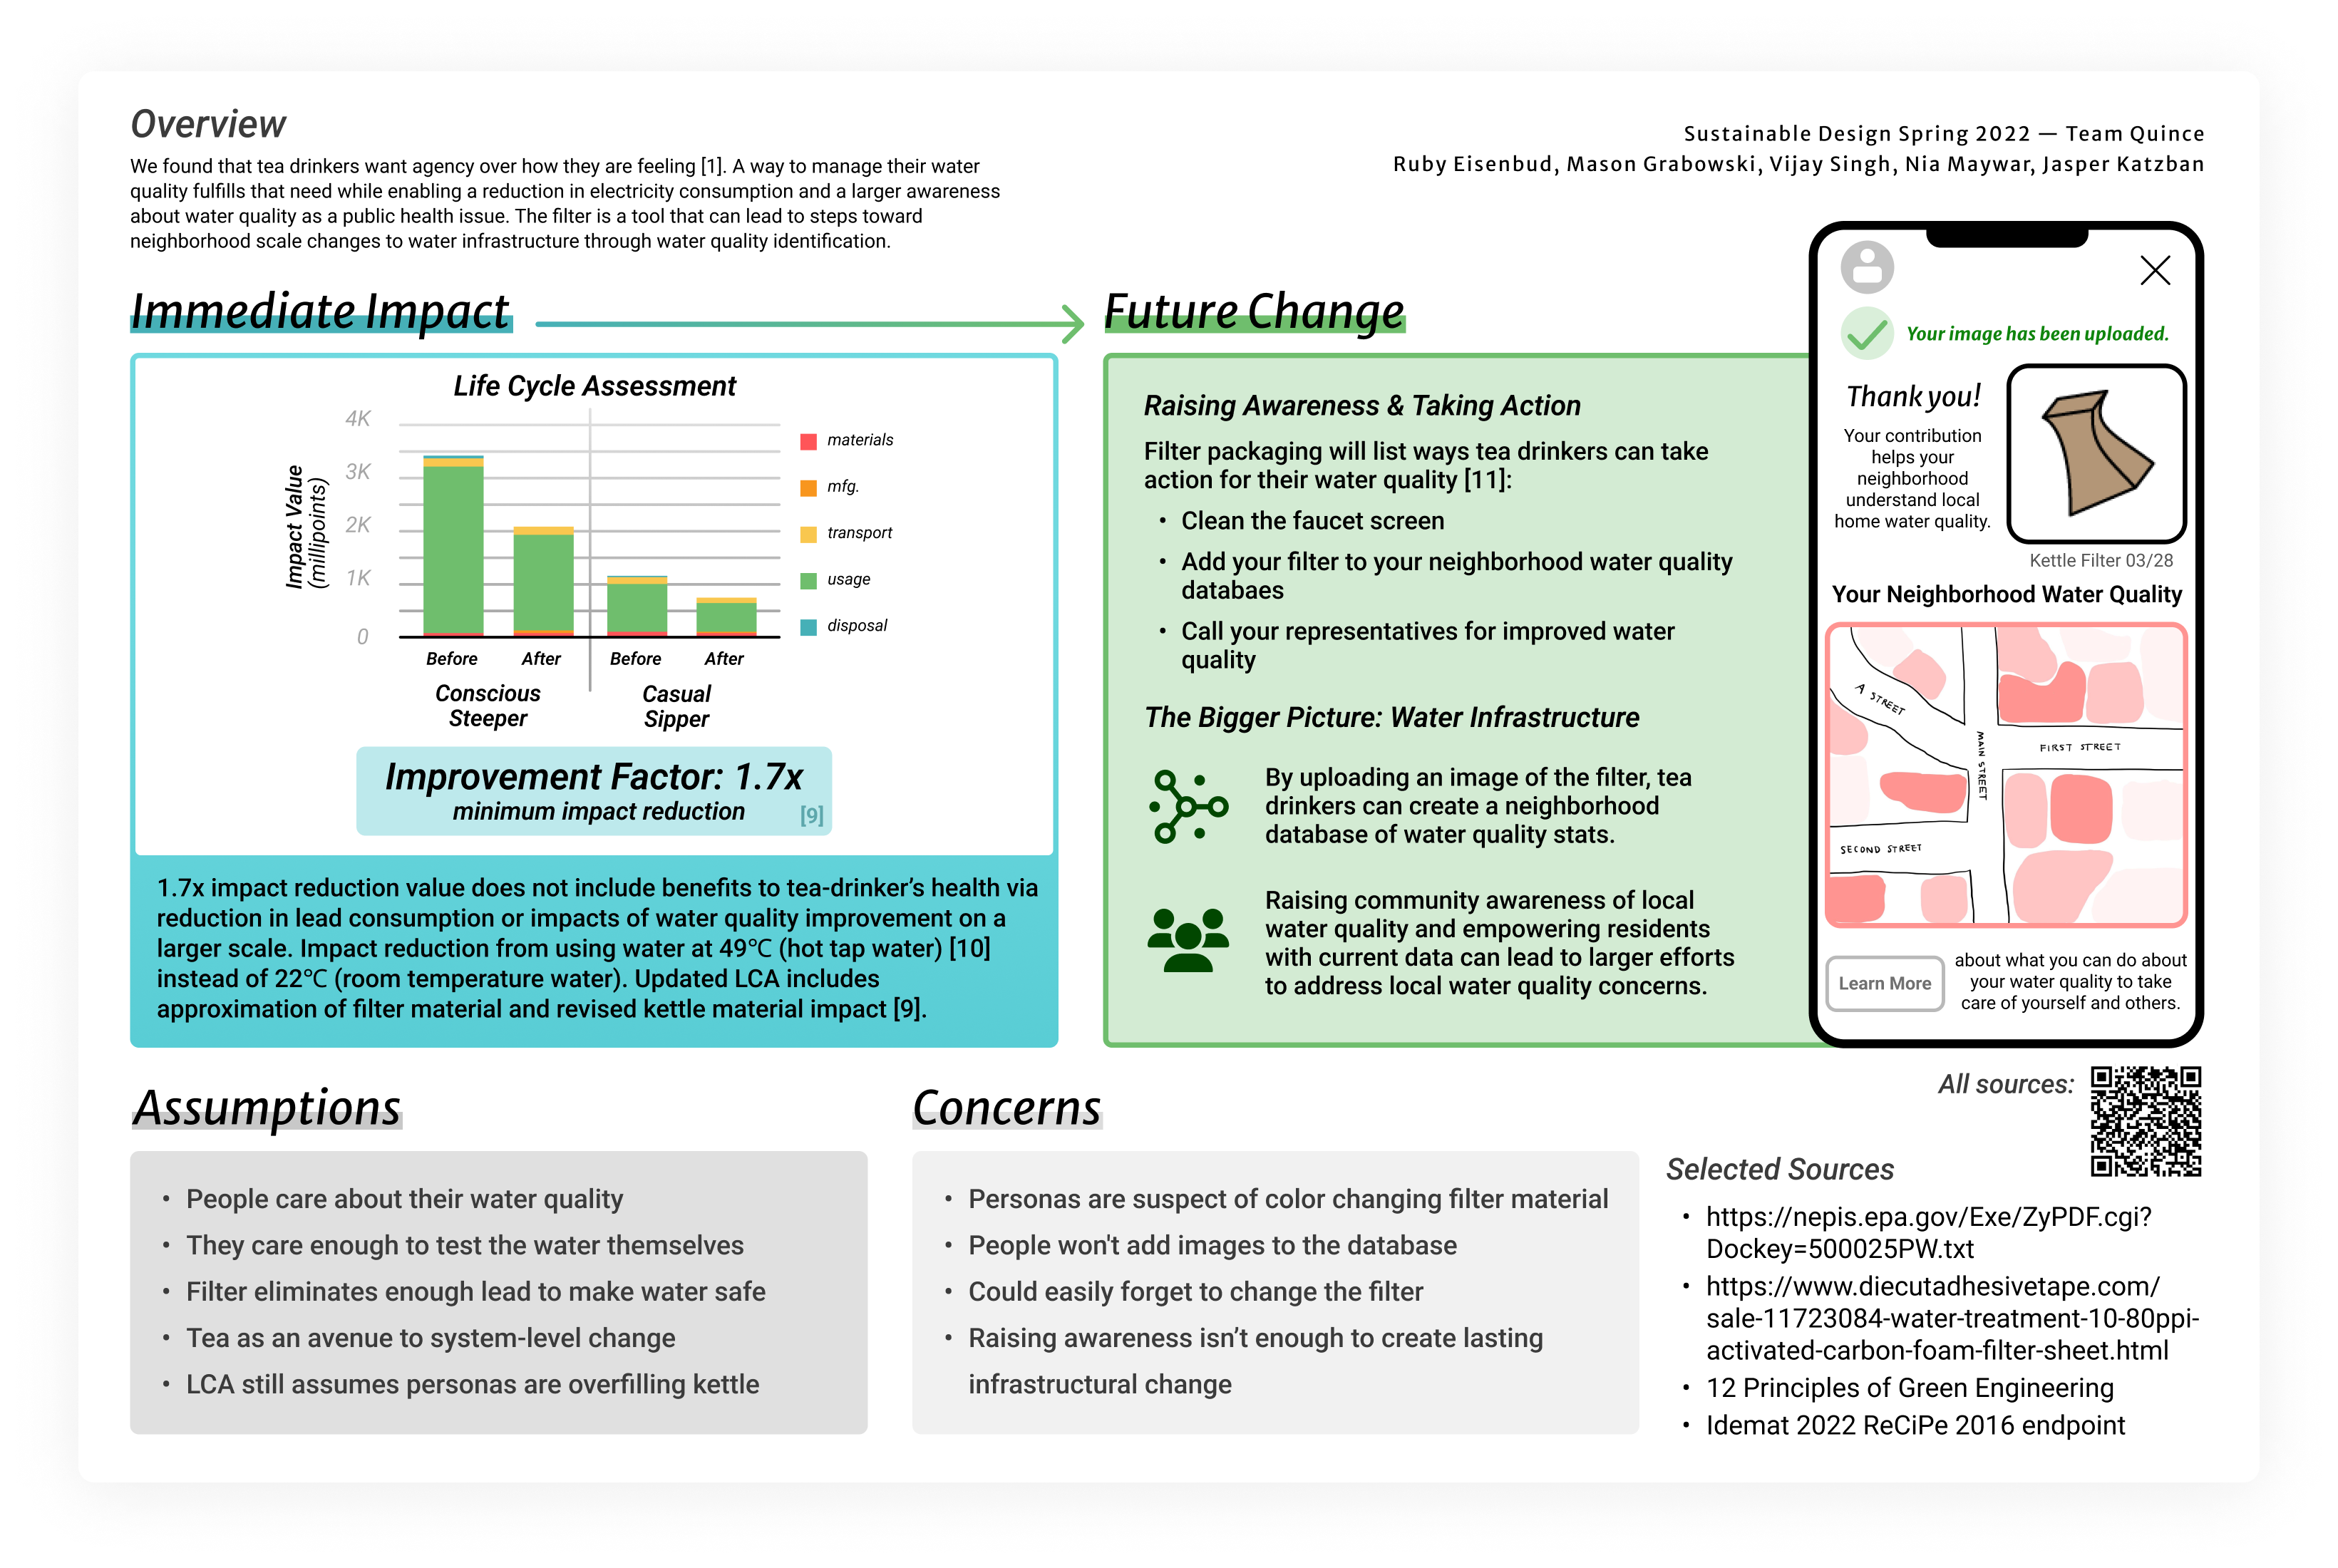 Overview
We found that tea drinkers want agency over how they are feeling [1]. A way to manage their water
quality fulfills that need while enabling a reduction in electricity consumption and a larger awareness
about water quality as a public health issue. The filter is a tool that can lead to steps toward
neighborhood scale changes to water infrastructure through water quality identification.
Sustainable Design Spring 2022 — Team Quince
Ruby Eisenbud, Mason Grabowski, Vijay Singh, Nia Maywar, Jasper Katzban
Immediate Impact
Life Cycle Assessment
Impact Value
(millipoints)
4K
3K
2K
1K
0
materials
mfg.
transport
usage
disposal
Before After Before After
Conscious
Steeper
Casual
Sipper
Improvement Factor: 1.7x
minimum impact reduction
[9]
1.7x impact reduction value does not include benefits to tea-drinker’s health via
reduction in lead consumption or impacts of water quality improvement on a
larger scale. Impact reduction from using water at 49℃ (hot tap water) [10]
instead of 22℃ (room temperature water). Updated LCA includes
approximation of filter material and revised kettle material impact [9].
Future Change
Raising Awareness & Taking Action
Filter packaging will list ways tea drinkers can take
action for their water quality [11]:
• Clean the faucet screen
• Add your filter to your neighborhood water quality
databaes
• Call your representatives for improved water
quality
The Bigger Picture: Water Infrastructure
By uploading an image of the filter, tea
drinkers can create a neighborhood
database of water quality stats.
Raising community awareness of local
water quality and empowering residents
with current data can lead to larger efforts
to address local water quality concerns.
Your image has been uploaded.
Thank you!
Your contribution
helps your
neighborhood
understand local
home water quality.
Kettle Filter 03/28
Your Neighborhood Water Quality
A STREET
MAIN STREET
FIRST STREET
SECOND STREET
Learn More
about what you can do about
your water quality to take
care of yourself and others.
Assumptions
• People care about their water quality
• They care enough to test the water themselves
• Filter eliminates enough lead to make water safe
• Tea as an avenue to system-level change
• LCA still assumes personas are overfilling kettle
Concerns
• Personas are suspect of color changing filter material
• People won't add images to the database
• Could easily forget to change the filter
• Raising awareness isn’t enough to create lasting
infrastructural change
All sources:
Selected Sources
• https://nepis.epa.gov/Exe/ZyPDF.cgi?
Dockey=500025PW.txt
• https://www.diecutadhesivetape.com/
sale-11723084-water-treatment-10-80ppi-
activated-carbon-foam-filter-sheet.html
• 12 Principles of Green Engineering
• Idemat 2022 ReCiPe 2016 endpoint